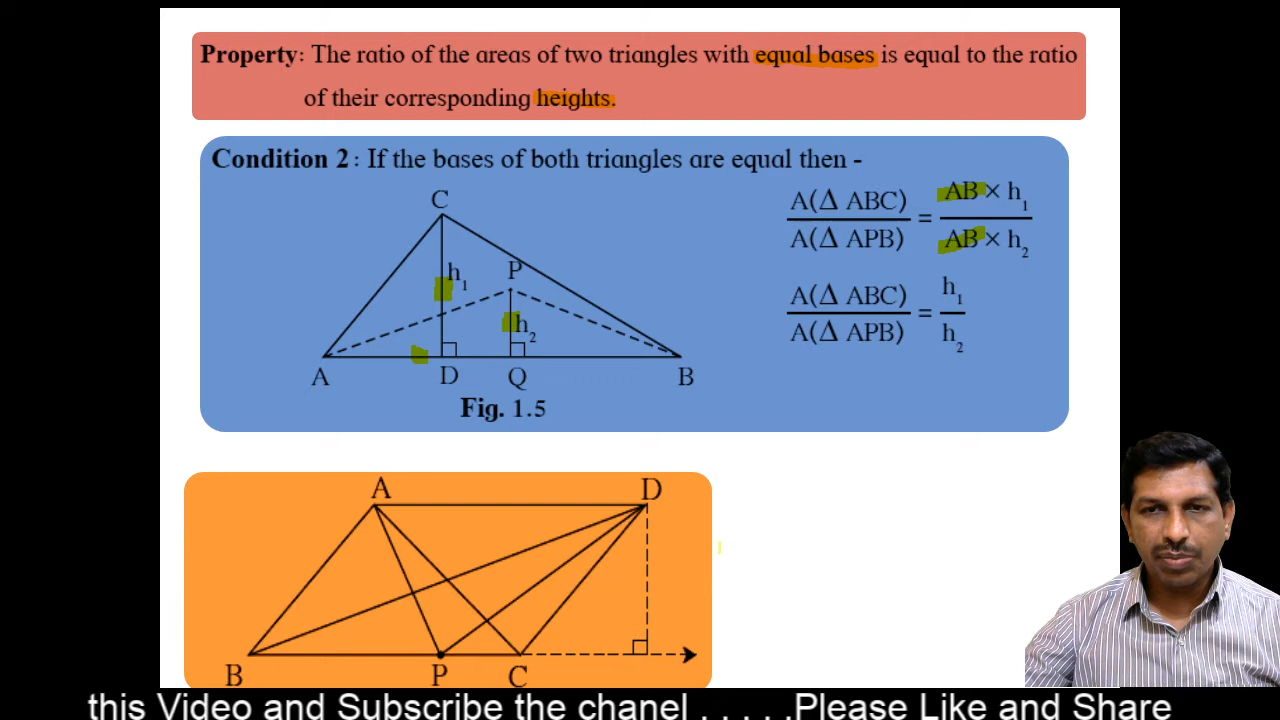 Property: The ratio of the areas of two triangles with equal bases is equal to the ratio
of their corresponding heights.
Condition 2 : If the bases of both triangles are equal then -
C
h₁
P
h₂
A
D
Q
B
Fig. 1.5
A(Δ ABC)
A(Δ APB)
=
AB × h₁
AB × h₂
A(Δ ABC)
A(Δ APB)
=
h₁
h₂
A
D
B
P
C
this Video and Subscribe the chanel . . . . .Please Like and Share